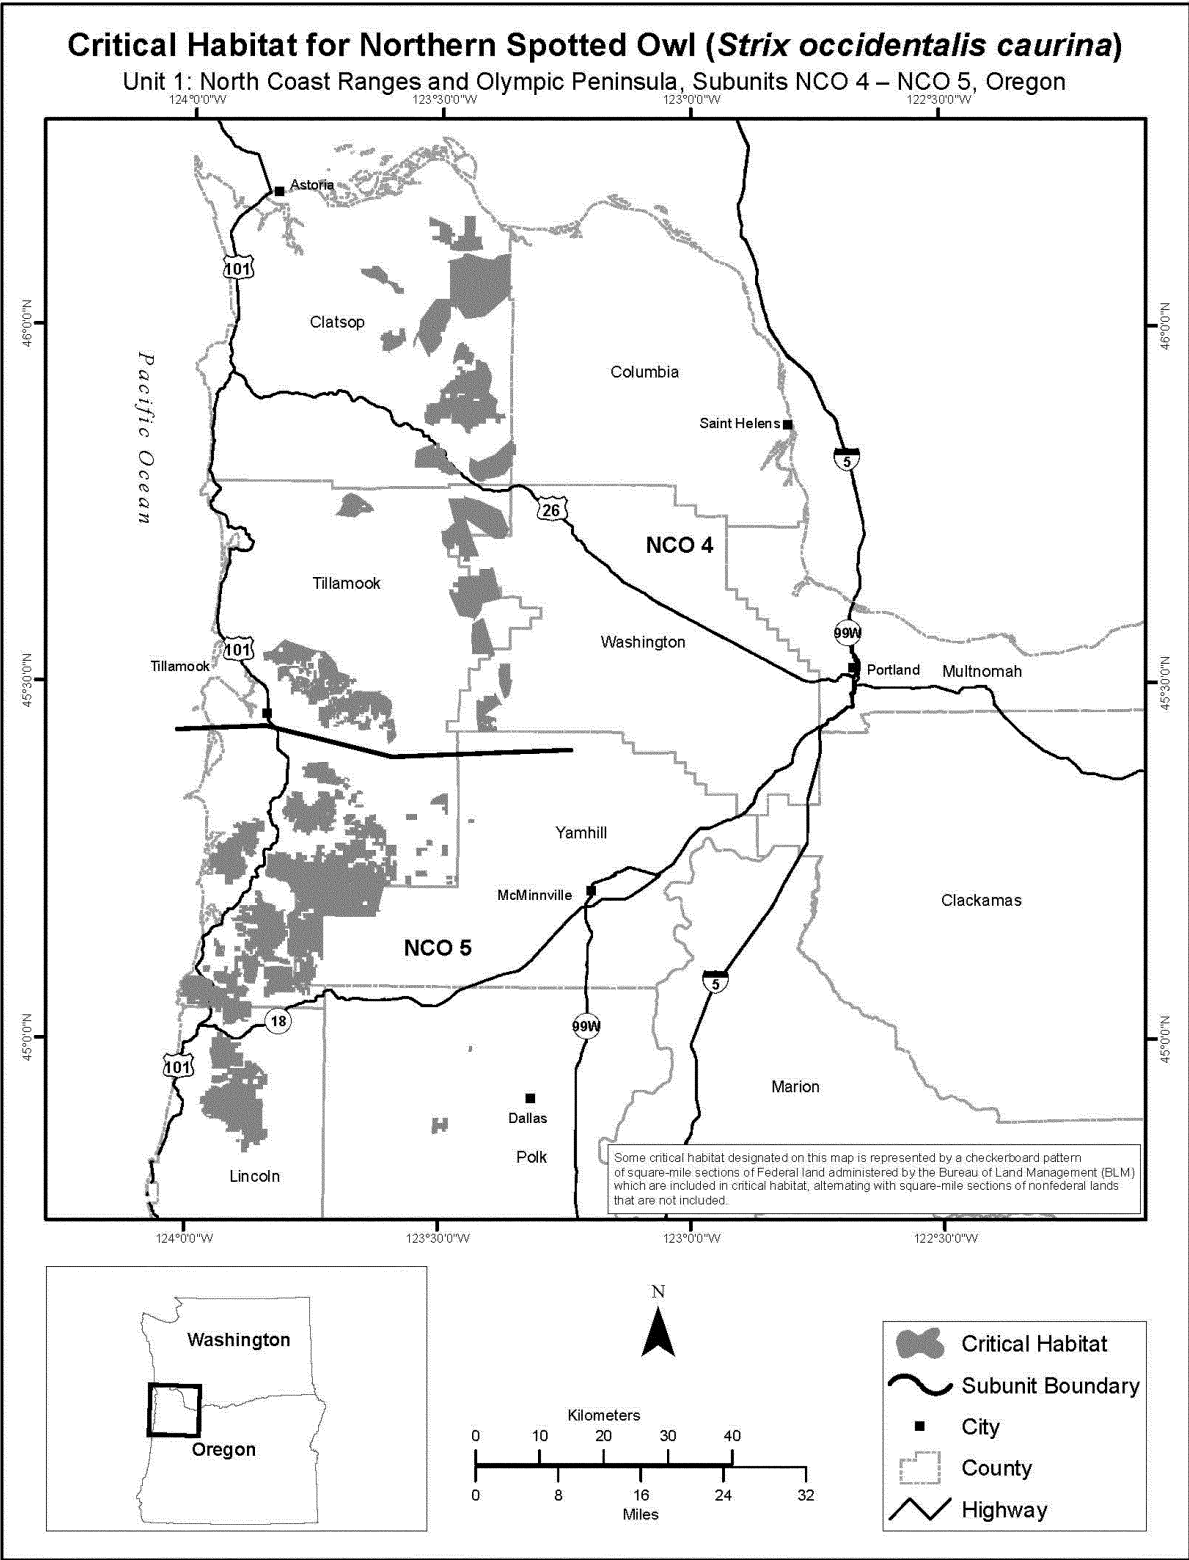 Critical Habitat for Northern Spotted Owl (Strix occidentalis caurina)
Unit 1: North Coast Ranges and Olympic Peninsula, Subunits NCO 4 – NCO 5, Oregon
124°0'0"W 123°30'0"W 123°0'0"W 122°30'0"W
Astoria
101
46°0'0"N
Clatsop
46°0'0"N
Pacific Ocean
Columbia
Saint Helens
5
26
NCO 4
Tillamook
101
Washington
99W
Tillamook
Portland
Multnomah
45°30'0"N
45°30'0"N
Yamhill
McMinnville
Clackamas
NCO 5
5
18
99W
45°0'0"N
45°0'0"N
101
Marion
Dallas
Polk
Lincoln
Some critical habitat designated on this map is represented by a checkerboard pattern
of square-mile sections of Federal land administered by the Bureau of Land Management (BLM)
which are included in critical habitat, alternating with square-mile sections of nonfederal lands
that are not included.
124°0'0"W 123°30'0"W 123°0'0"W 122°30'0"W
Washington
Oregon
N
Kilometers
0 10 20 30 40
0 8 16 24 32
Miles
Critical Habitat
Subunit Boundary
City
County
Highway